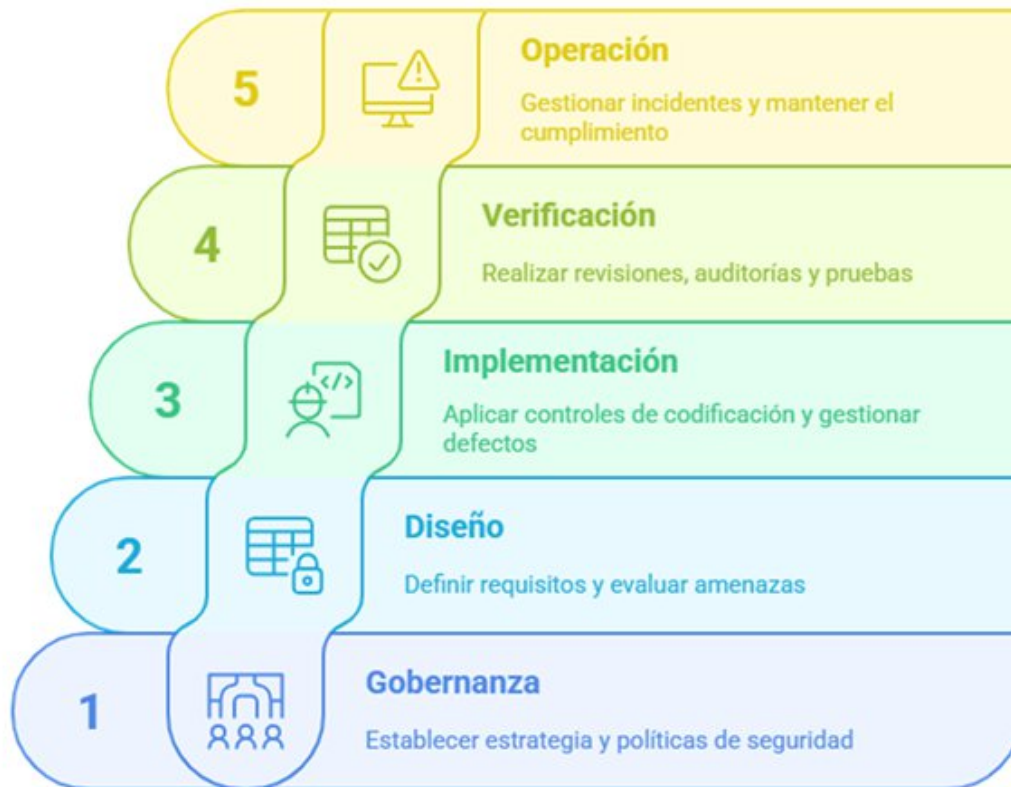 5
Operación
Gestionar incidentes y mantener el
cumplimiento
4
Verificación
Realizar revisiones, auditorías y pruebas
3
Implementación
Aplicar controles de codificación y gestionar
defectos
2
Diseño
Definir requisitos y evaluar amenazas
1
Gobernanza
Establecer estrategia y políticas de seguridad